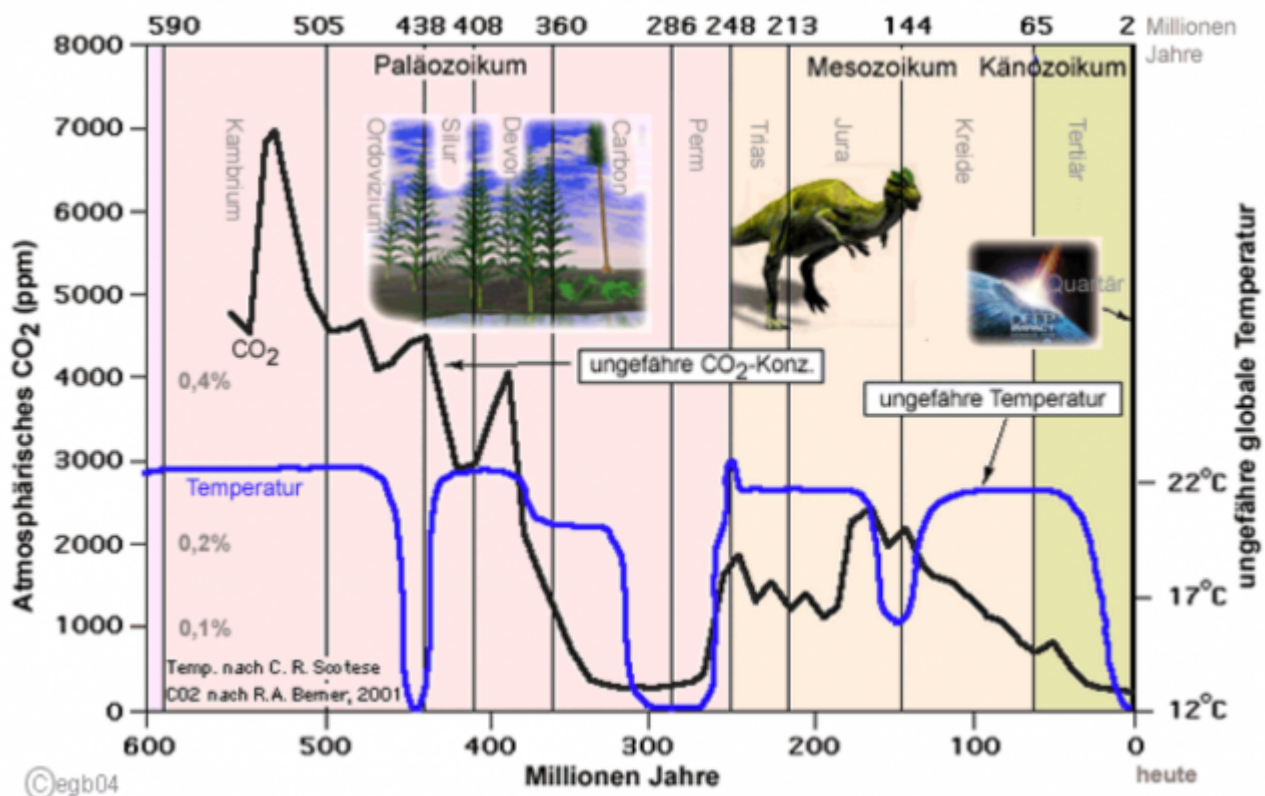 590 505 438 408 360 286 248 213 144 65 2 Millionen
Jahre
8000
7000
6000
5000
4000
3000
2000
1000
0
Atmosphärisches CO2 (ppm)
Paläozoikum
Mesozoikum
Känozoikum
Kambrium
Ordovizium
Silur
Devon
Carbon
Perm
Trias
Jura
Kreide
Tertiär
Quartär
IMPACT
CO2
0,4%
0,2%
0,1%
ungefähre CO2-Konz.
ungefähre Temperatur
Temperatur
Temp. nach C. R. Scotese
CO2 nach R.A. Berner, 2001
22°C
17°C
12°C
ungefähre globale Temperatur
600 500 400 300 200 100 0
Millionen Jahre
heute
©egb04